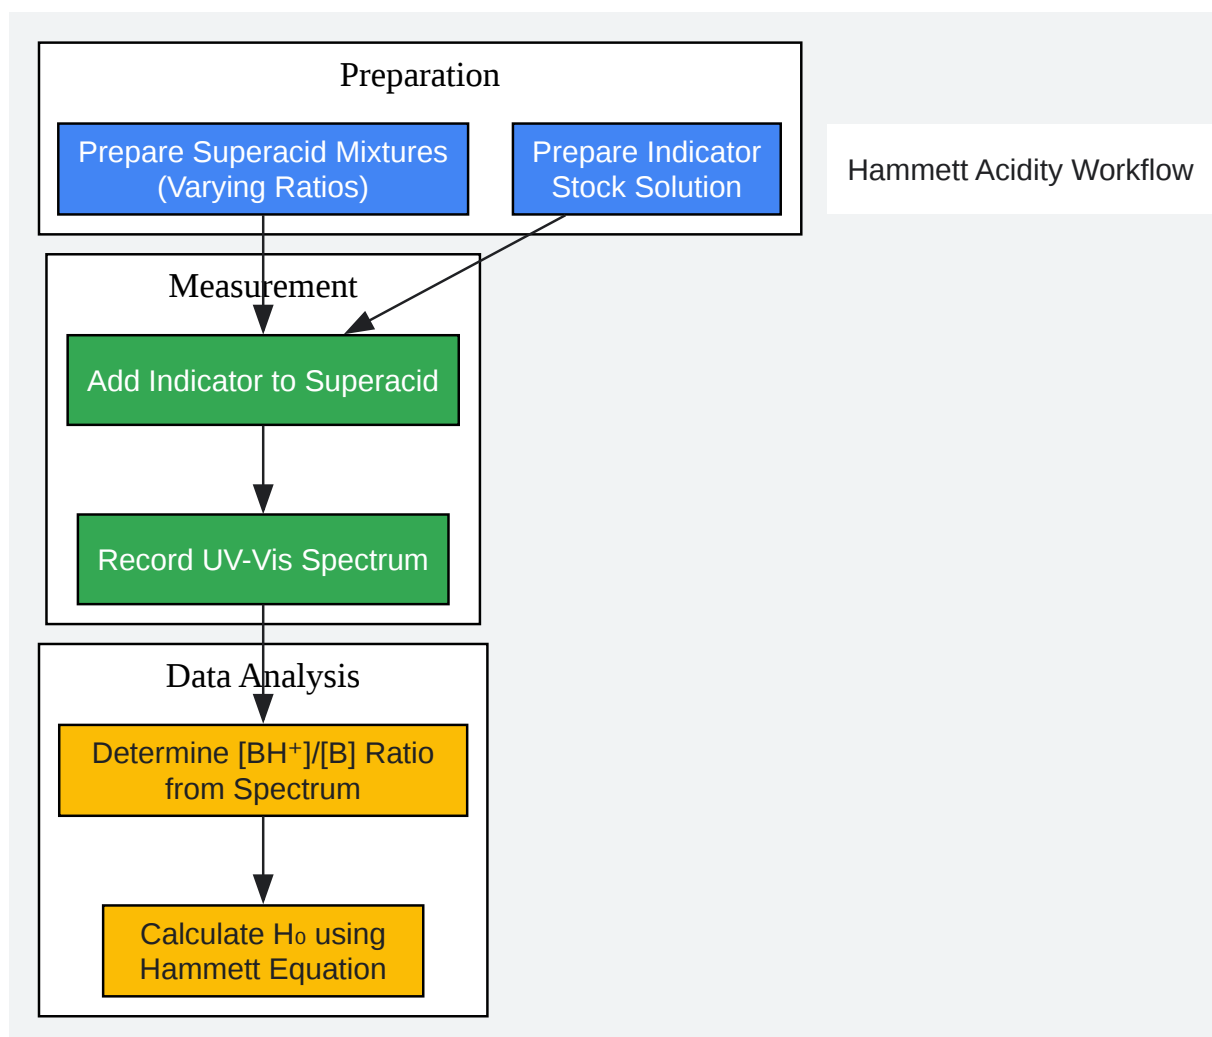 Preparation
Prepare Superacid Mixtures
(Varying Ratios)
Prepare Indicator
Stock Solution
Hammett Acidity Workflow
Measurement
Add Indicator to Superacid
Record UV-Vis Spectrum
Data Analysis
Determine [BH⁺]/[B] Ratio
from Spectrum
Calculate H₀ using
Hammett Equation